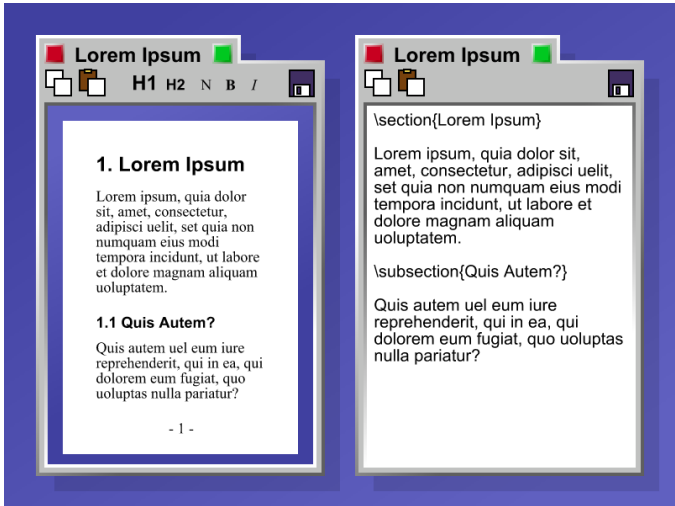 Lorem Ipsum
H1 H2 N B I
1. Lorem Ipsum
Lorem ipsum, quia dolor
sit, amet, consectetur,
adipisci uelit, set quia non
numquam eius modi
tempora incidunt, ut labore
et dolore magnam aliquam
uoluptatem.
1.1 Quis Autem?
Quis autem uel eum iure
reprehenderit, qui in ea, qui
dolorem eum fugiat, quo
uoluptas nulla pariatur?
- 1 -
Lorem Ipsum
\section{Lorem Ipsum}
Lorem ipsum, quia dolor sit,
amet, consectetur, adipisci uelit,
set quia non numquam eius modi
tempora incidunt, ut labore et
dolore magnam aliquam
uoluptatem.
\subsection{Quis Autem?}
Quis autem uel eum iure
reprehenderit, qui in ea, qui
dolorem eum fugiat, quo uoluptas
nulla pariatur?